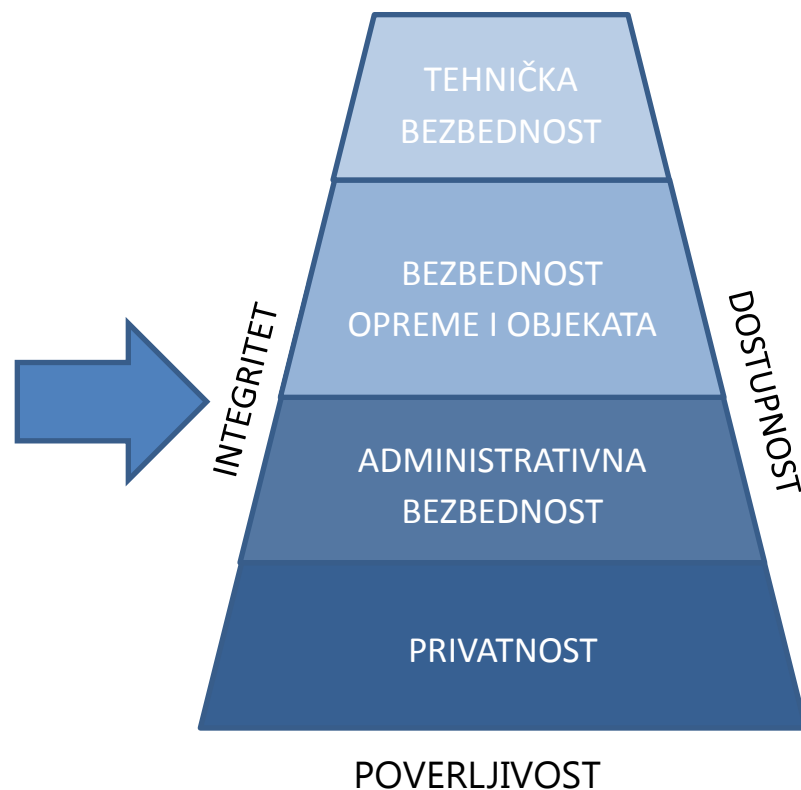 TEHNIČKA
BEZBEDNOST
BEZBEDNOST
OPREME I OBJEKATA
INTEGRITET
DOSTUPNOST
ADMINISTRATIVNA
BEZBEDNOST
PRIVATNOST
POVERLJIVOST